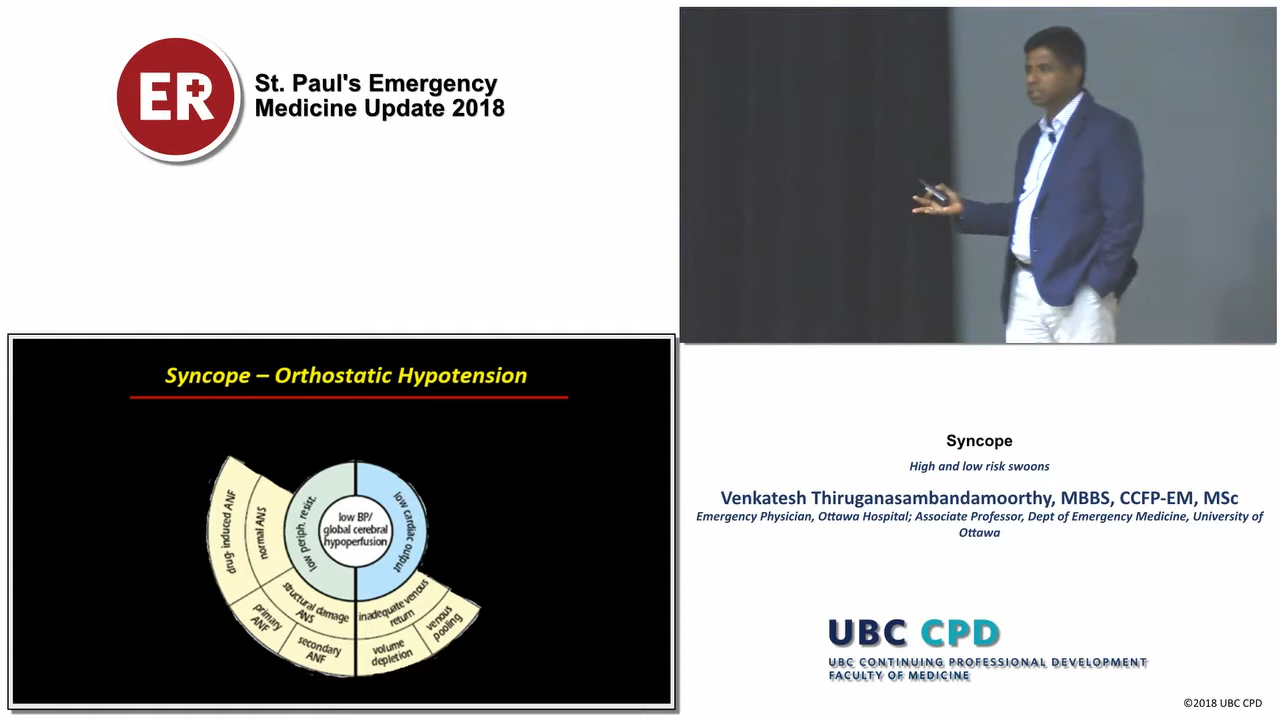 ER
St. Paul's Emergency
Medicine Update 2018
Syncope – Orthostatic Hypotension
low periph. resist.
low cardiac output
low BP/
global cerebral
hypoperfusion
drug-induced ANF
normal ANS
structural damage
ANS
primary
ANF
secondary
ANF
inadequate venous
return
volume
depletion
venous
pooling
Syncope
High and low risk swoons
Venkatesh Thiruganasambandamoorthy, MBBS, CCFP-EM, MSc
Emergency Physician, Ottawa Hospital; Associate Professor, Dept of Emergency Medicine, University of
Ottawa
UBC CPD
UBC CONTINUING PROFESSIONAL DEVELOPMENT
FACULTY OF MEDICINE
©2018 UBC CPD